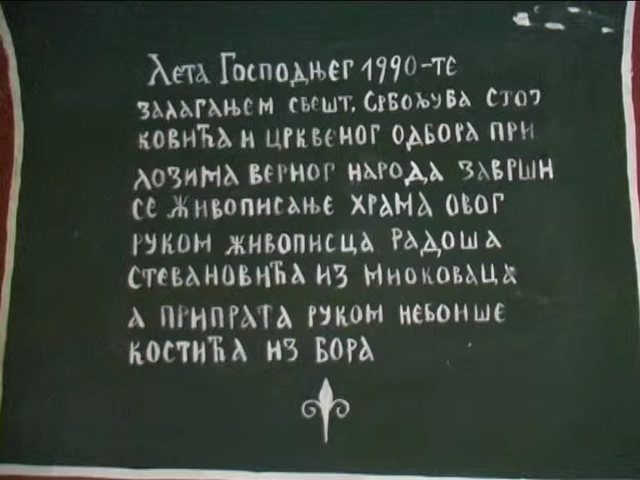 Лета Господњег 1990-те
залагањем свешт. Србољуба Стој
ковића и црквеног одбора при
лозима верног народа заврши
се живописање храма овог
руком живописца Радоша
Стевановића из Миоковаца
а припрата руком Небоише
Костића из Бора